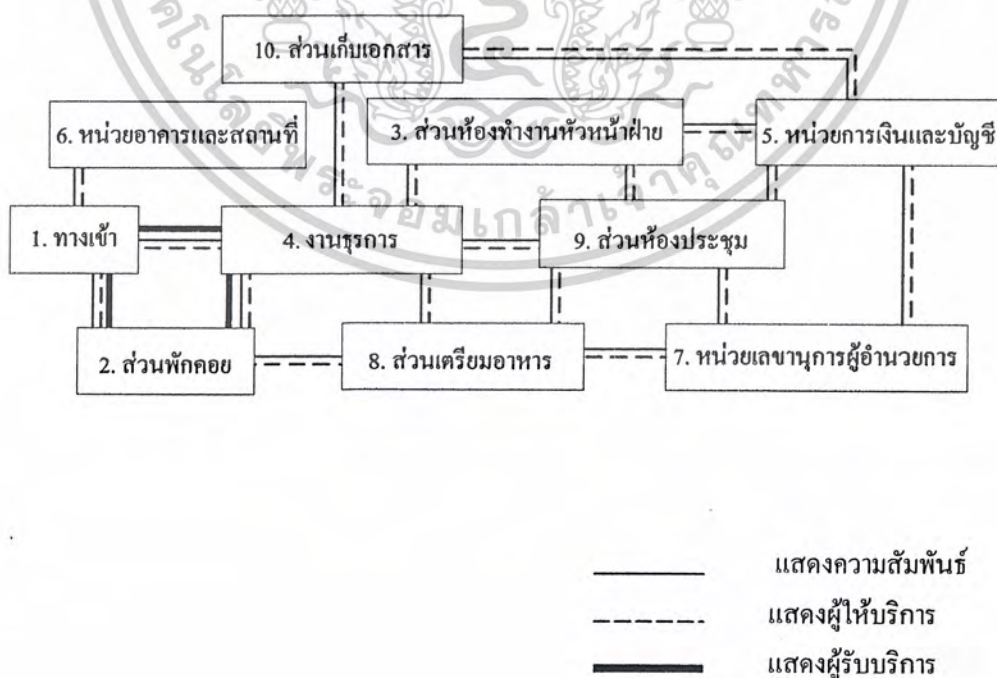 10. ส่วนเก็บเอกสาร
6. หน่วยอาคารและสถานที่
3. ส่วนห้องทำงานหัวหน้าฝ่าย
5. หน่วยการเงินและบัญชี
1. ทางเข้า
4. งานธุรการ
9. ส่วนห้องประชุม
2. ส่วนพักคอย
8. ส่วนเตรียมอาหาร
7. หน่วยเลขานุการผู้อำนวยการ
แสดงความสัมพันธ์
แสดงผู้ให้บริการ
แสดงผู้รับบริการ